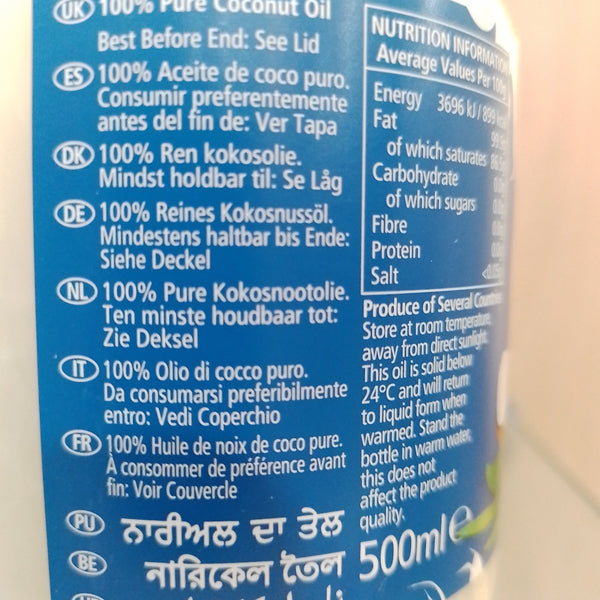 UK 100% Pure Coconut Oil
Best Before End: See Lid
ES 100% Aceite de coco puro.
Consumir preferentemente
antes del fin de: Ver Tapa
DK 100% Ren kokosolie.
Mindst holdbar til: Se Låg
DE 100% Reines Kokosnussöl.
Mindestens haltbar bis Ende:
Siehe Deckel
NL 100% Pure Kokosnootolie.
Ten minste houdbaar tot:
Zie Deksel
IT 100% Olio di cocco puro.
Da consumarsi preferibilmente
entro: Vedi Coperchio
FR 100% Huile de noix de coco pure.
À consommer de préférence avant
fin: Voir Couvercle
PU ਨਾਰੀਅਲ ਦਾ ਤੇਲ
BE নারিকেল তৈল
NUTRITION INFORMATION
Average Values Per 100g
Energy 3696 kJ / 899
Fat
of which saturates
Carbohydrate
of which sugars
Fibre
Protein
Salt
Produce of Several Countries
Store at room temperature,
away from direct sunlight.
This oil is solid below
24°C and will return
to liquid form when
warmed. Stand the
bottle in warm water,
this does not
affect the product
quality.
500ml e